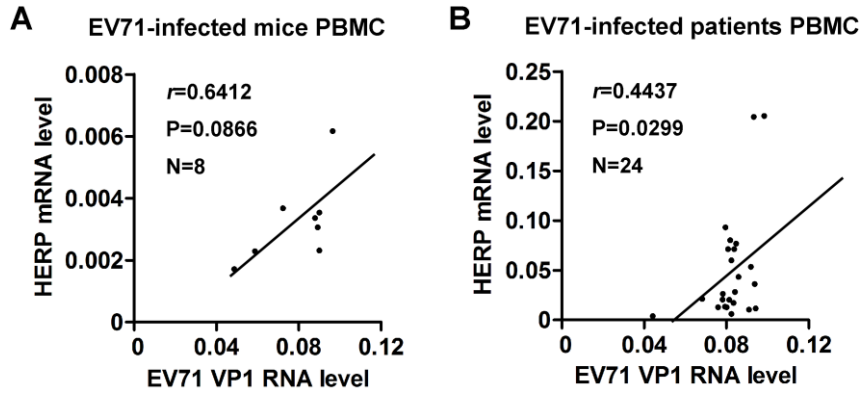 A
EV71-infected mice PBMC
HERP mRNA level
0.008
0.006
0.004
0.002
0
r=0.6412
P=0.0866
N=8
0
0.04
0.08
0.12
EV71 VP1 RNA level
B
EV71-infected patients PBMC
HERP mRNA level
0.25
0.20
0.15
0.10
0.05
0
r=0.4437
P=0.0299
N=24
0
0.04
0.08
0.12
EV71 VP1 RNA level